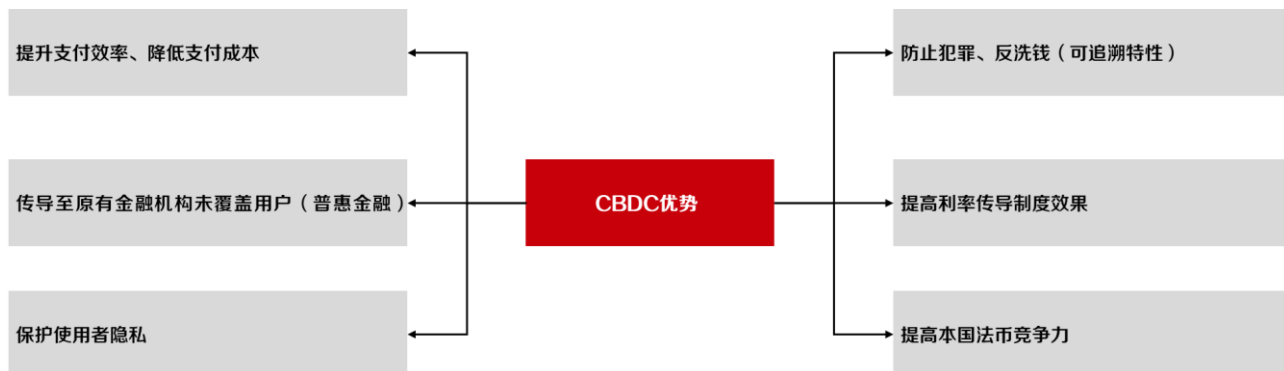 提升支付效率、降低支付成本
传导至原有金融机构未覆盖用户（普惠金融）
保护使用者隐私
CBDC优势
防止犯罪、反洗钱（可追溯特性）
提高利率传导制度效果
提高本国法币竞争力